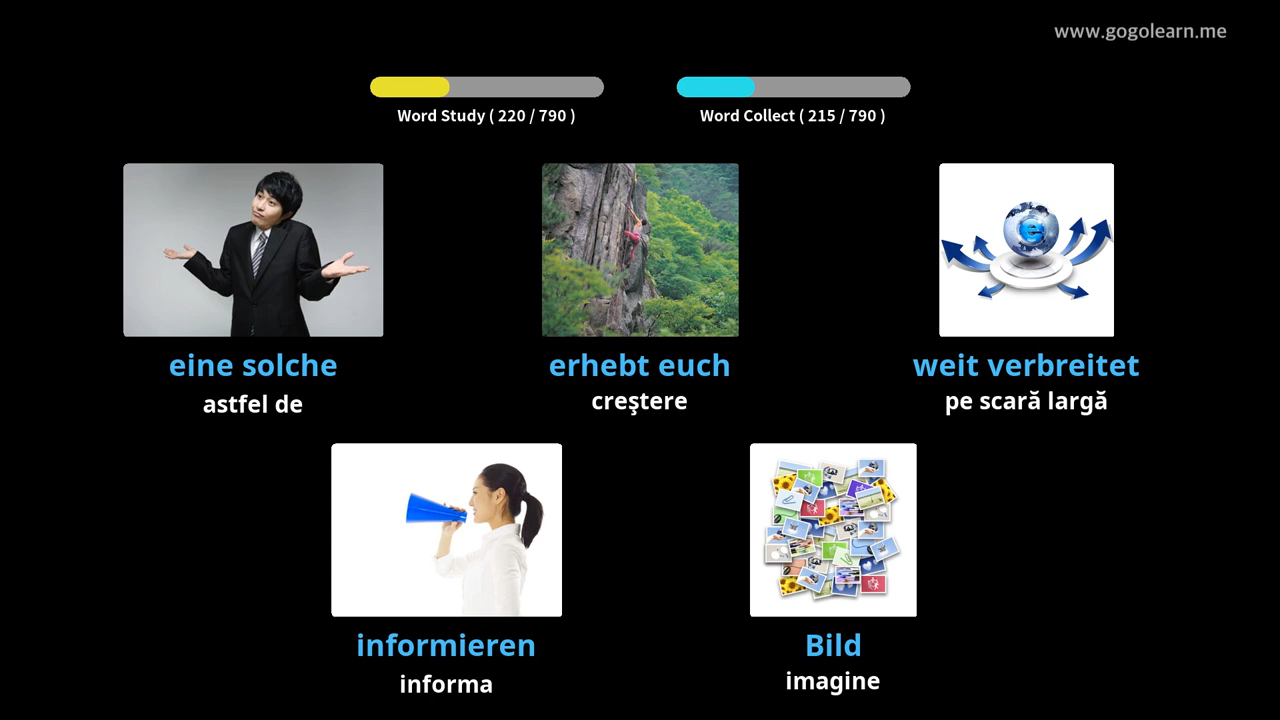 www.gogolearn.me
Word Study ( 220 / 790 )
Word Collect ( 215 / 790 )
eine solche
astfel de
erhebt euch
creştere
weit verbreitet
pe scară largă
informieren
informa
Bild
imagine